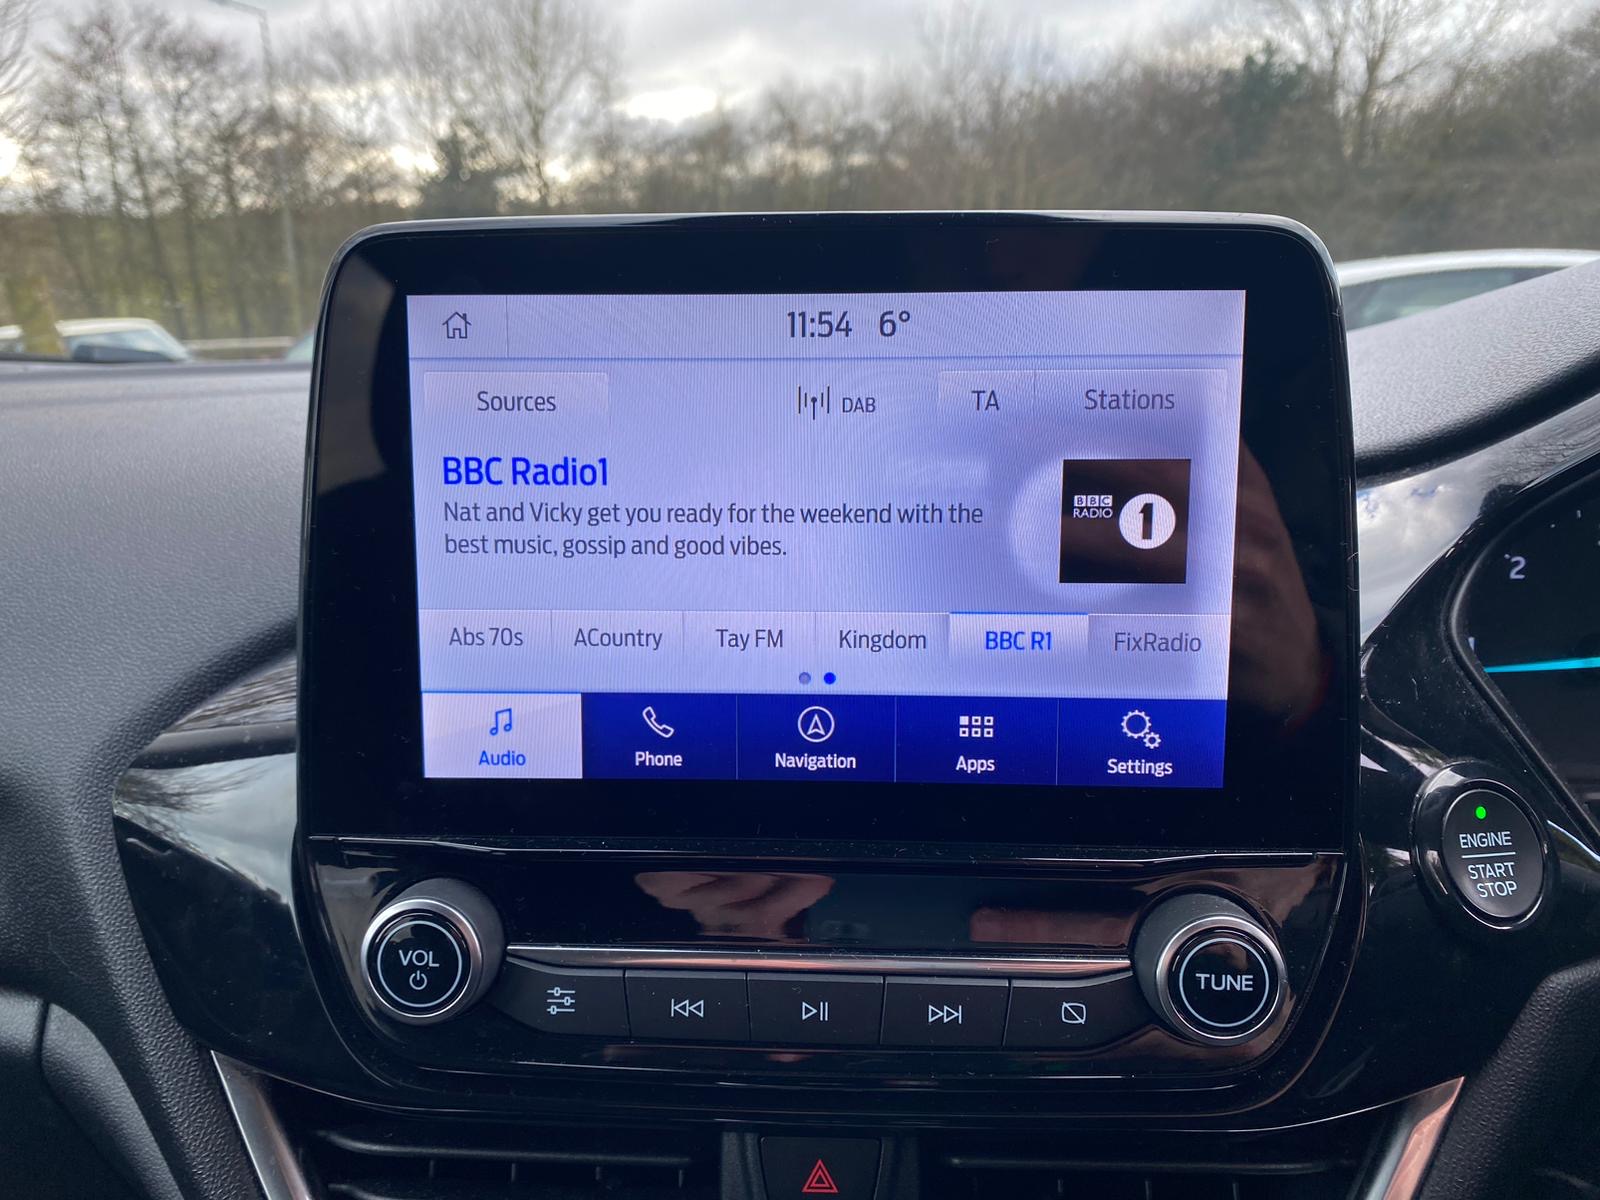 11:54 6°
Sources DAB TA Stations
BBC Radio1
Nat and Vicky get you ready for the weekend with the
best music, gossip and good vibes.
BBC
RADIO
1
Abs 70s ACountry Tay FM Kingdom BBC R1 FixRadio
Audio Phone Navigation Apps Settings
2
ENGINE
START
STOP
VOL
TUNE